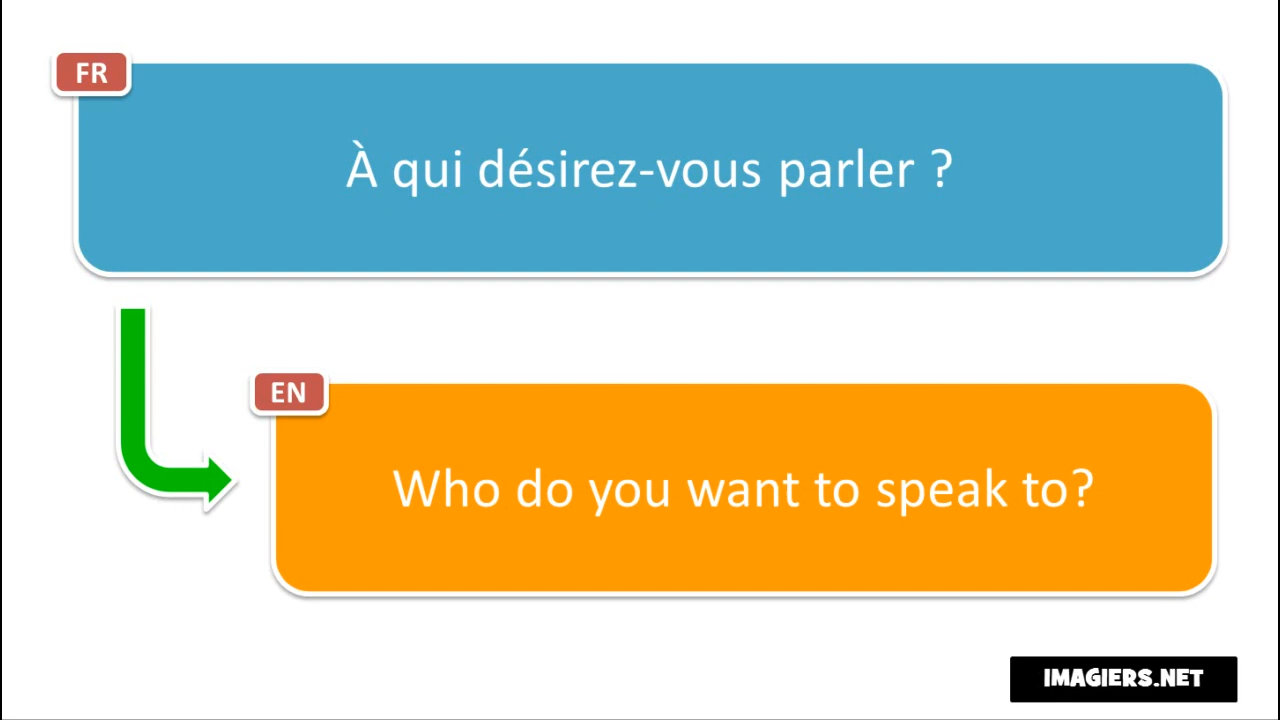 FR
À qui désirez-vous parler ?
EN
Who do you want to speak to?
IMAGIERS.NET